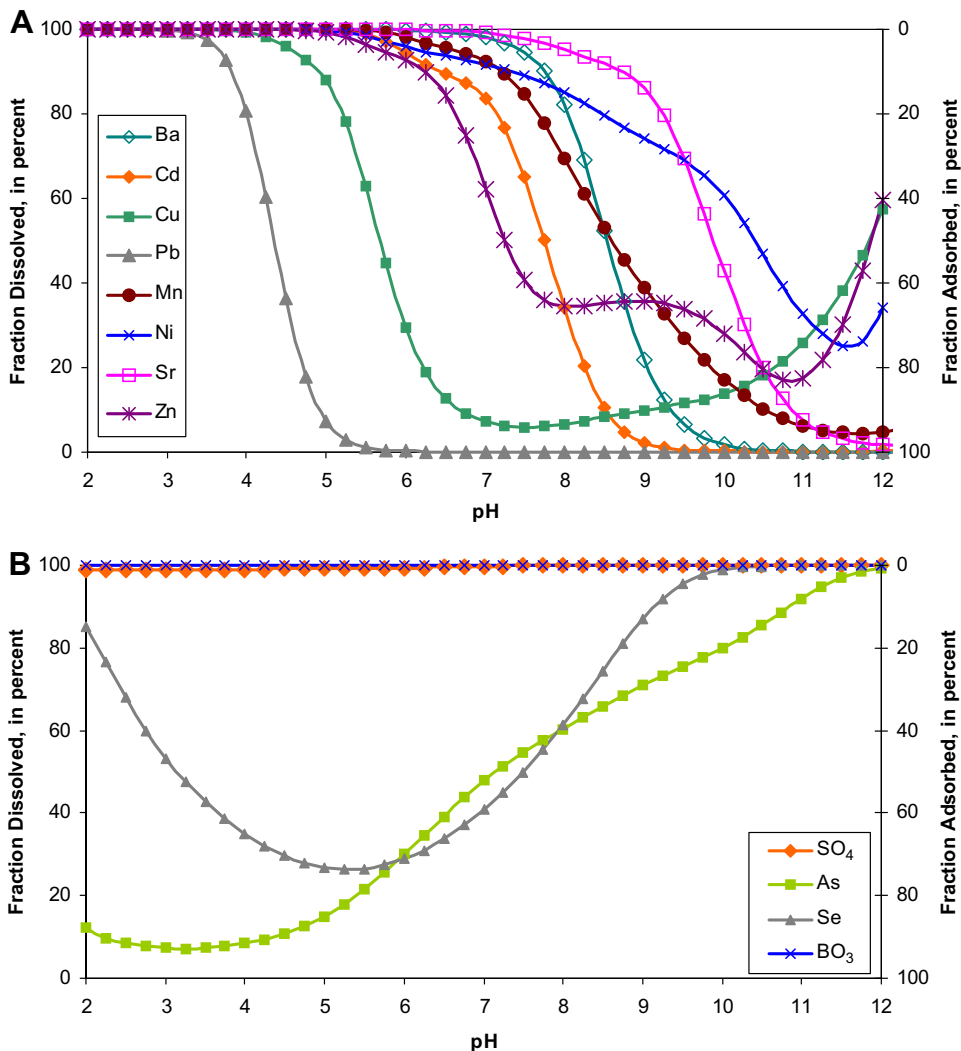 A
Fraction Dissolved, in percent
100
80
60
40
20
0
Ba
Cd
Cu
Pb
Mn
Ni
Sr
Zn
0
20
40
60
80
100
Fraction Adsorbed, in percent
2 3 4 5 6 7 8 9 10 11 12
pH
B
Fraction Dissolved, in percent
100
80
60
40
20
0
SO4
As
Se
BO3
0
20
40
60
80
100
Fraction Adsorbed, in percent
2 3 4 5 6 7 8 9 10 11 12
pH